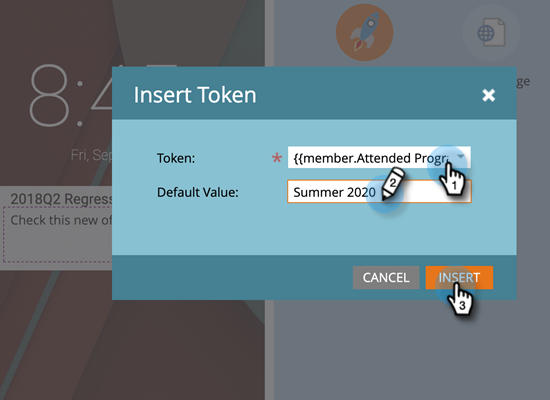 Insert Token
Token:
* {{member.Attended Progr
1
Default Value:
Summer 2020
2
CANCEL
INSERT
3
8:4
Fri, Sep
2018Q2 Regress
Check this new of
ge